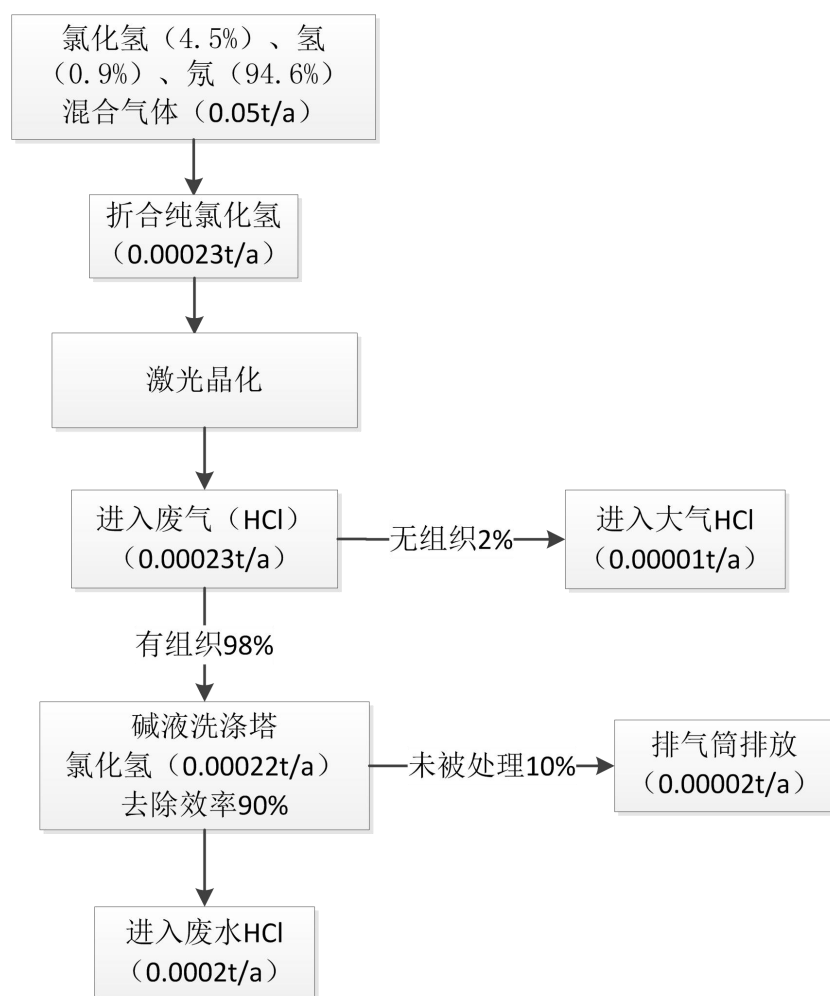 氯化氢（4.5%）、氢
（0.9%）、氖（94.6%）
混合气体（0.05t/a）
折合纯氯化氢
（0.00023t/a）
激光晶化
进入废气（HCl）
（0.00023t/a）
无组织2%
进入大气HCl
（0.00001t/a）
有组织98%
碱液洗涤塔
氯化氢（0.00022t/a）
去除效率90%
未被处理10%
排气筒排放
（0.00002t/a）
进入废水HCl
（0.0002t/a）